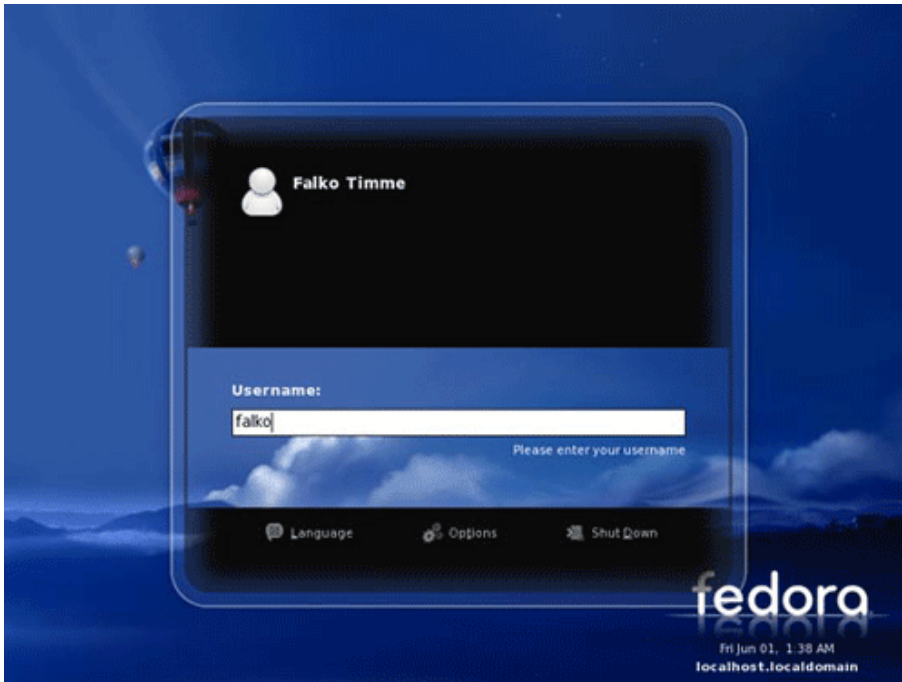 Falko Timme
Username:
falko
Please enter your username
Language
Options
Shut Down
fedora
Fri Jun 01, 1:38 AM
localhost.localdomain